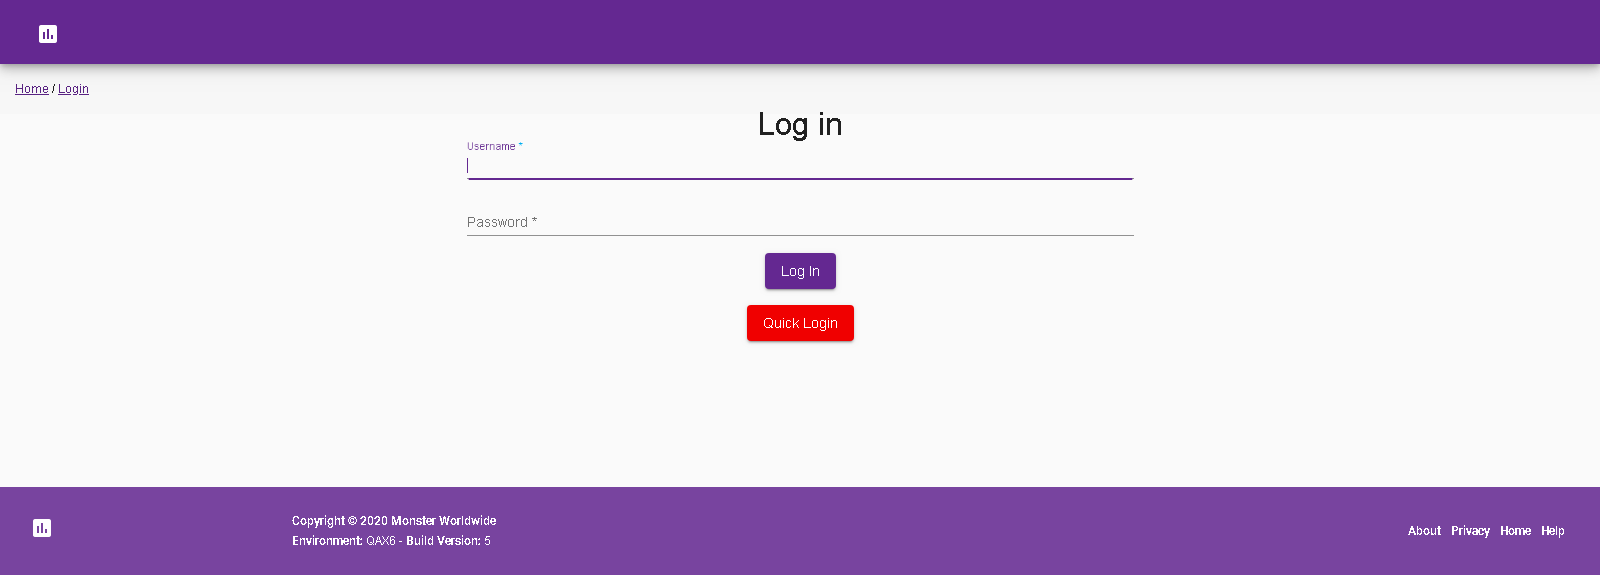 Home / Login
Log in
Username *
Password *
Log In
Quick Login
Copyright © 2020 Monster Worldwide
Environment: QAX6 - Build Version: 5
About Privacy Home Help